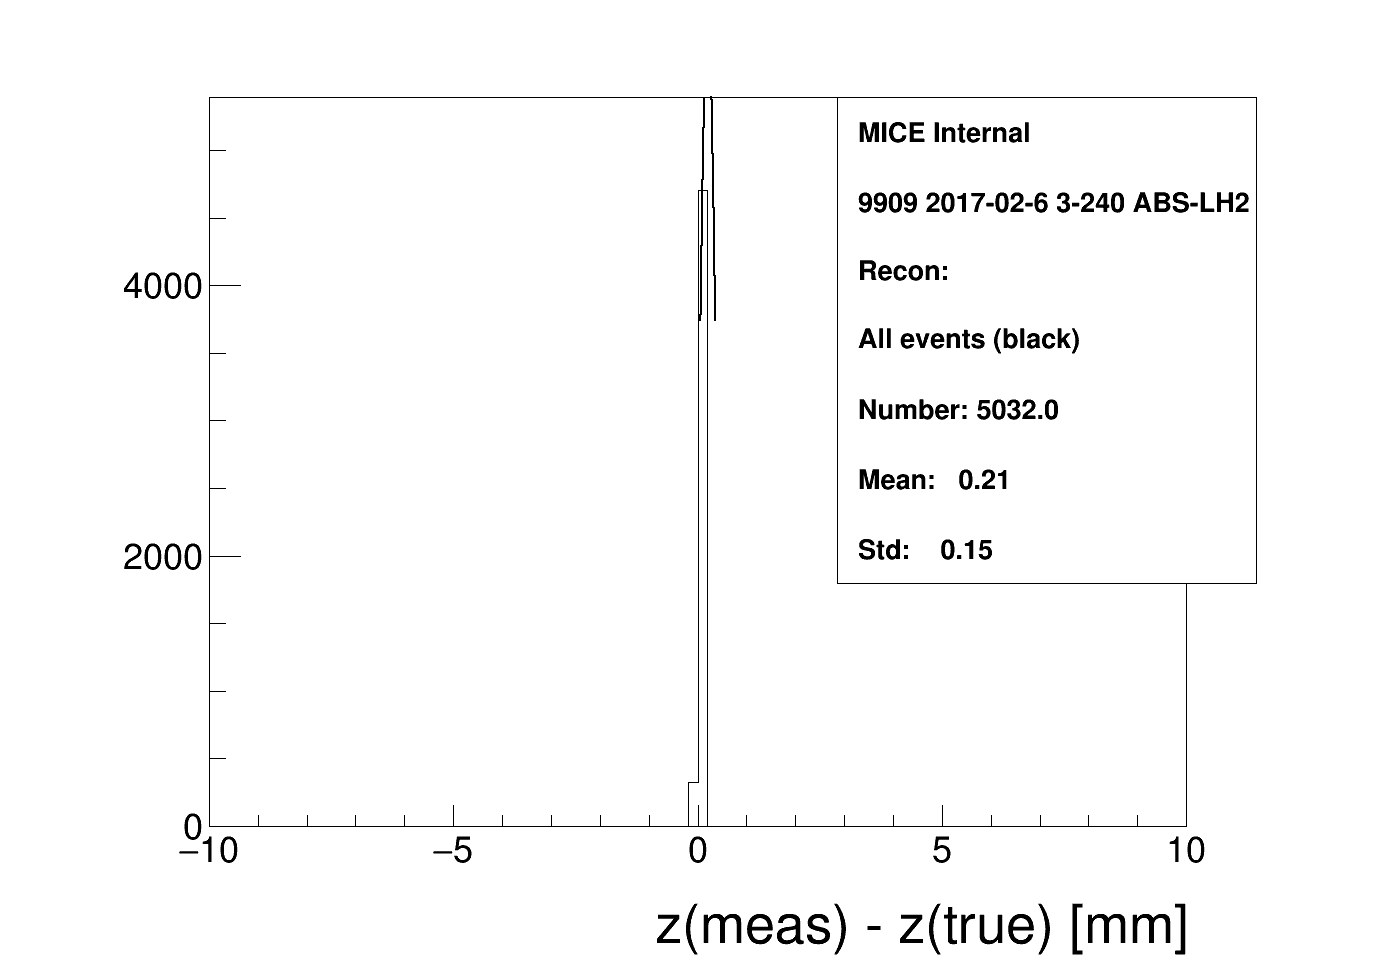 MICE Internal
9909 2017-02-6 3-240 ABS-LH2
Recon:
All events (black)
Number: 5032.0
Mean: 0.21
Std: 0.15
4000
2000
0
−10 −5 0 5 10
z(meas) - z(true) [mm]